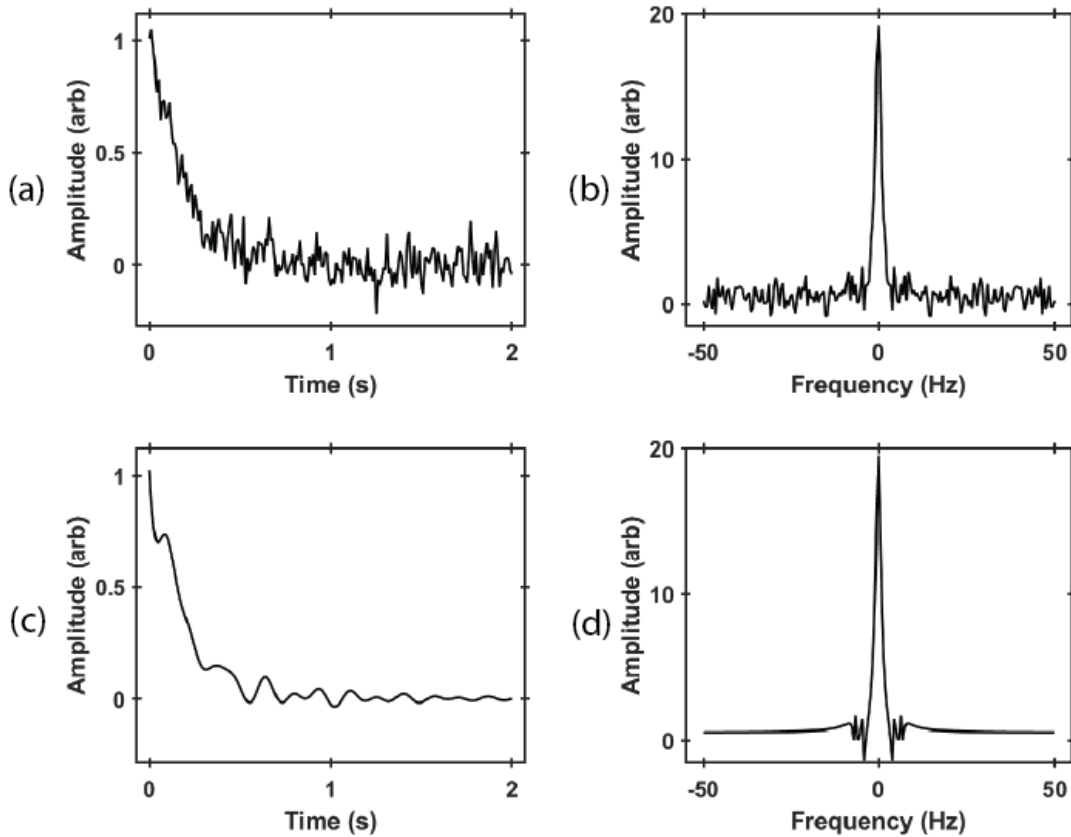 (a)
Amplitude (arb)
1
0.5
0
0 1 2
Time (s)
(b)
Amplitude (arb)
20
10
0
-50 0 50
Frequency (Hz)
(c)
Amplitude (arb)
1
0.5
0
0 1 2
Time (s)
(d)
Amplitude (arb)
20
10
0
-50 0 50
Frequency (Hz)